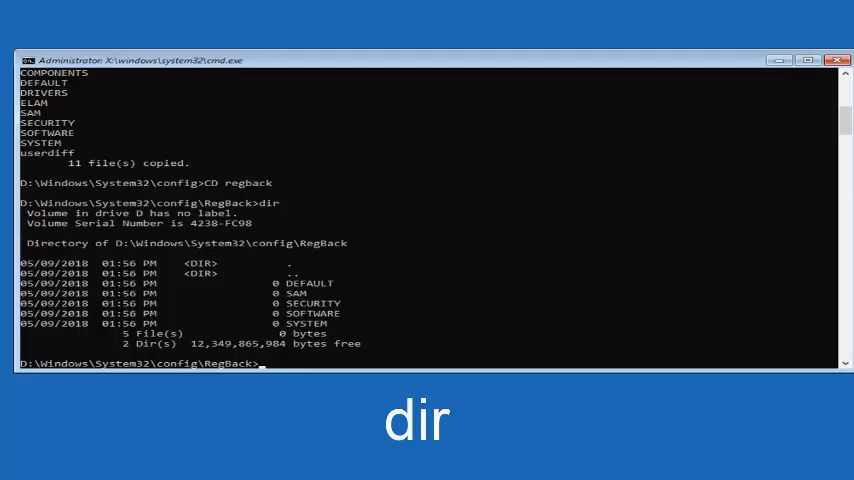 Administrator: X:\windows\system32\cmd.exe
COMPONENTS
DEFAULT
DRIVERS
ELAM
SAM
SECURITY
SOFTWARE
SYSTEM
userdiff
11 file(s) copied.
D:\Windows\System32\config>CD regback
D:\Windows\System32\config\RegBack>dir
Volume in drive D has no label.
Volume Serial Number is 4238-FC98
Directory of D:\Windows\System32\config\RegBack
05/09/2018 01:56 PM <DIR> .
05/09/2018 01:56 PM <DIR> ..
05/09/2018 01:56 PM 0 DEFAULT
05/09/2018 01:56 PM 0 SAM
05/09/2018 01:56 PM 0 SECURITY
05/09/2018 01:56 PM 0 SOFTWARE
05/09/2018 01:56 PM 0 SYSTEM
5 File(s) 0 bytes
2 Dir(s) 12,349,865,984 bytes free
D:\Windows\System32\config\RegBack>_
dir